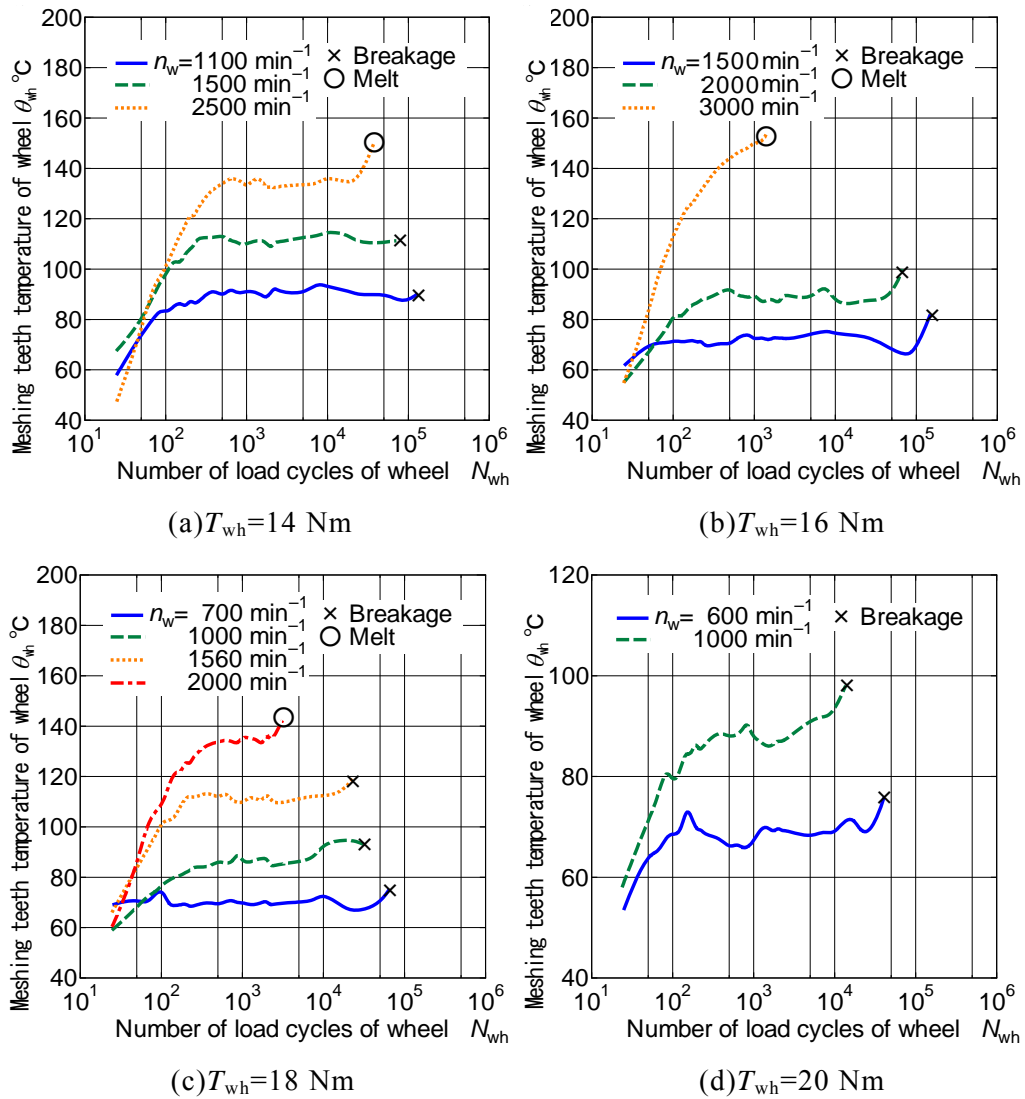 Meshing teeth temperature of wheel θwh °C
200
180
160
140
120
100
80
60
40
nw=1100 min⁻¹
1500 min⁻¹
2500 min⁻¹
× Breakage
○ Melt
10¹ 10² 10³ 10⁴ 10⁵ 10⁶
Number of load cycles of wheel Nwh
(a)Twh=14 Nm
Meshing teeth temperature of wheel θwh °C
200
180
160
140
120
100
80
60
40
nw=1500 min⁻¹
2000 min⁻¹
3000 min⁻¹
× Breakage
○ Melt
10¹ 10² 10³ 10⁴ 10⁵ 10⁶
Number of load cycles of wheel Nwh
(b)Twh=16 Nm
Meshing teeth temperature of wheel θwh °C
200
180
160
140
120
100
80
60
40
nw= 700 min⁻¹
1000 min⁻¹
1560 min⁻¹
2000 min⁻¹
× Breakage
○ Melt
10¹ 10² 10³ 10⁴ 10⁵ 10⁶
Number of load cycles of wheel Nwh
(c)Twh=18 Nm
Meshing teeth temperature of wheel θwh °C
120
100
80
60
40
nw= 600 min⁻¹
1000 min⁻¹
× Breakage
10¹ 10² 10³ 10⁴ 10⁵ 10⁶
Number of load cycles of wheel Nwh
(d)Twh=20 Nm